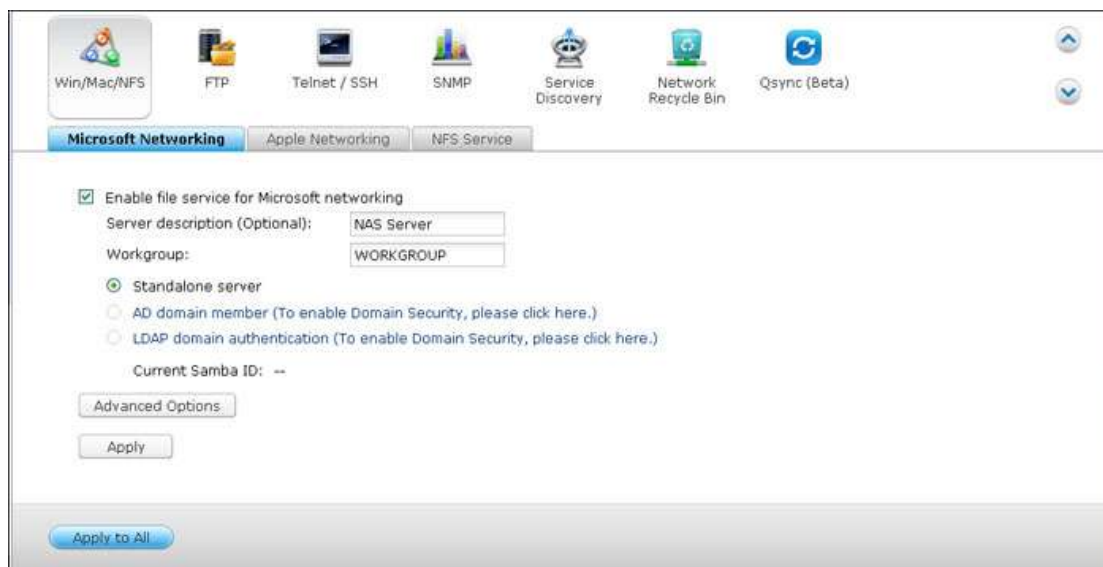 Win/Mac/NFS
FTP
Telnet / SSH
SNMP
Service
Discovery
Network
Recycle Bin
Qsync (Beta)
Microsoft Networking
Apple Networking
NFS Service
Enable file service for Microsoft networking
Server description (Optional): NAS Server
Workgroup: WORKGROUP
Standalone server
AD domain member (To enable Domain Security, please click here.)
LDAP domain authentication (To enable Domain Security, please click here.)
Current Samba ID: --
Advanced Options
Apply
Apply to All